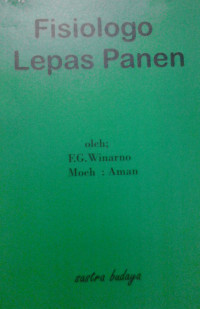 Fisiologo
Lepas Panen
oleh;
F.G. Winarno
Moch : Aman
sastra budaya